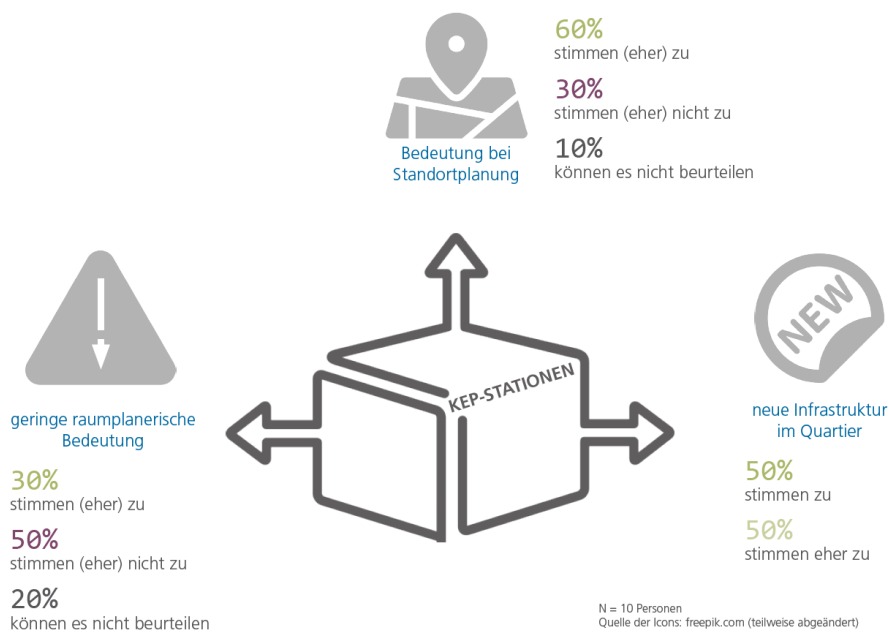 60%
stimmen (eher) zu
30%
stimmen (eher) nicht zu
10%
können es nicht beurteilen
Bedeutung bei
Standortplanung
NEW
KEP-STATIONEN
geringe raumplanerische
Bedeutung
30%
stimmen (eher) zu
50%
stimmen (eher) nicht zu
20%
können es nicht beurteilen
neue Infrastruktur
im Quartier
50%
stimmen zu
50%
stimmen eher zu
N = 10 Personen
Quelle der Icons: freepik.com (teilweise abgeändert)